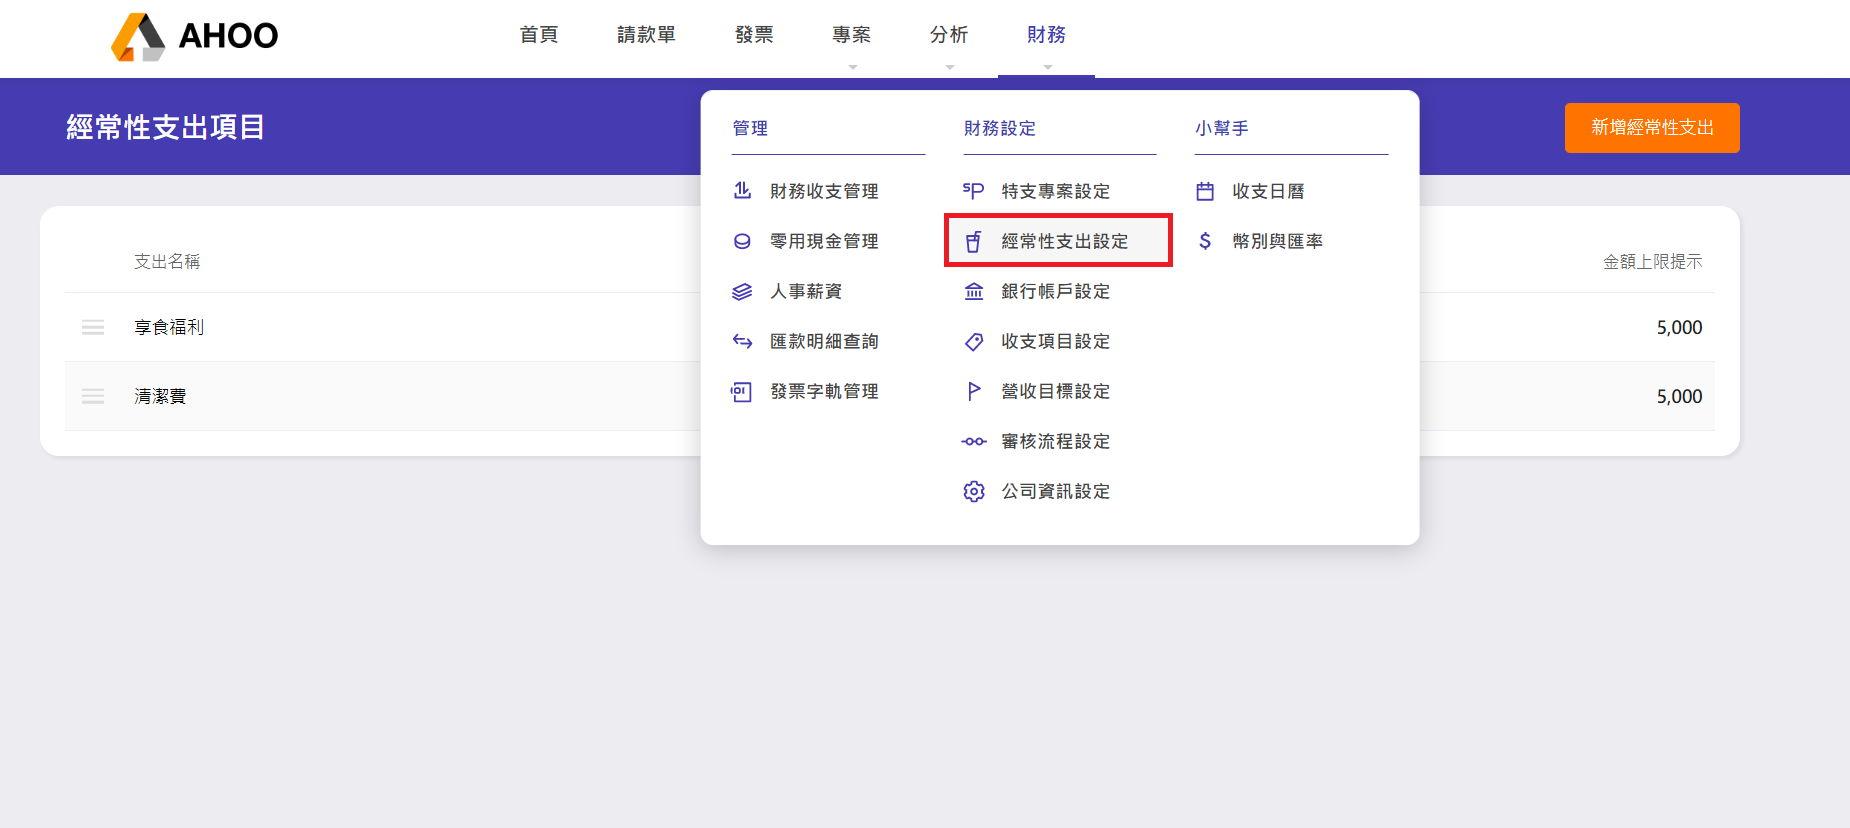 AHOO
首頁
請款單
發票
專案
分析
財務
經常性支出項目
新增經常性支出
管理
財務收支管理
零用現金管理
人事薪資
匯款明細查詢
發票字軌管理
財務設定
特支專案設定
經常性支出設定
銀行帳戶設定
收支項目設定
營收目標設定
審核流程設定
公司資訊設定
小幫手
收支日曆
幣別與匯率
支出名稱
金額上限提示
享食福利
5,000
清潔費
5,000